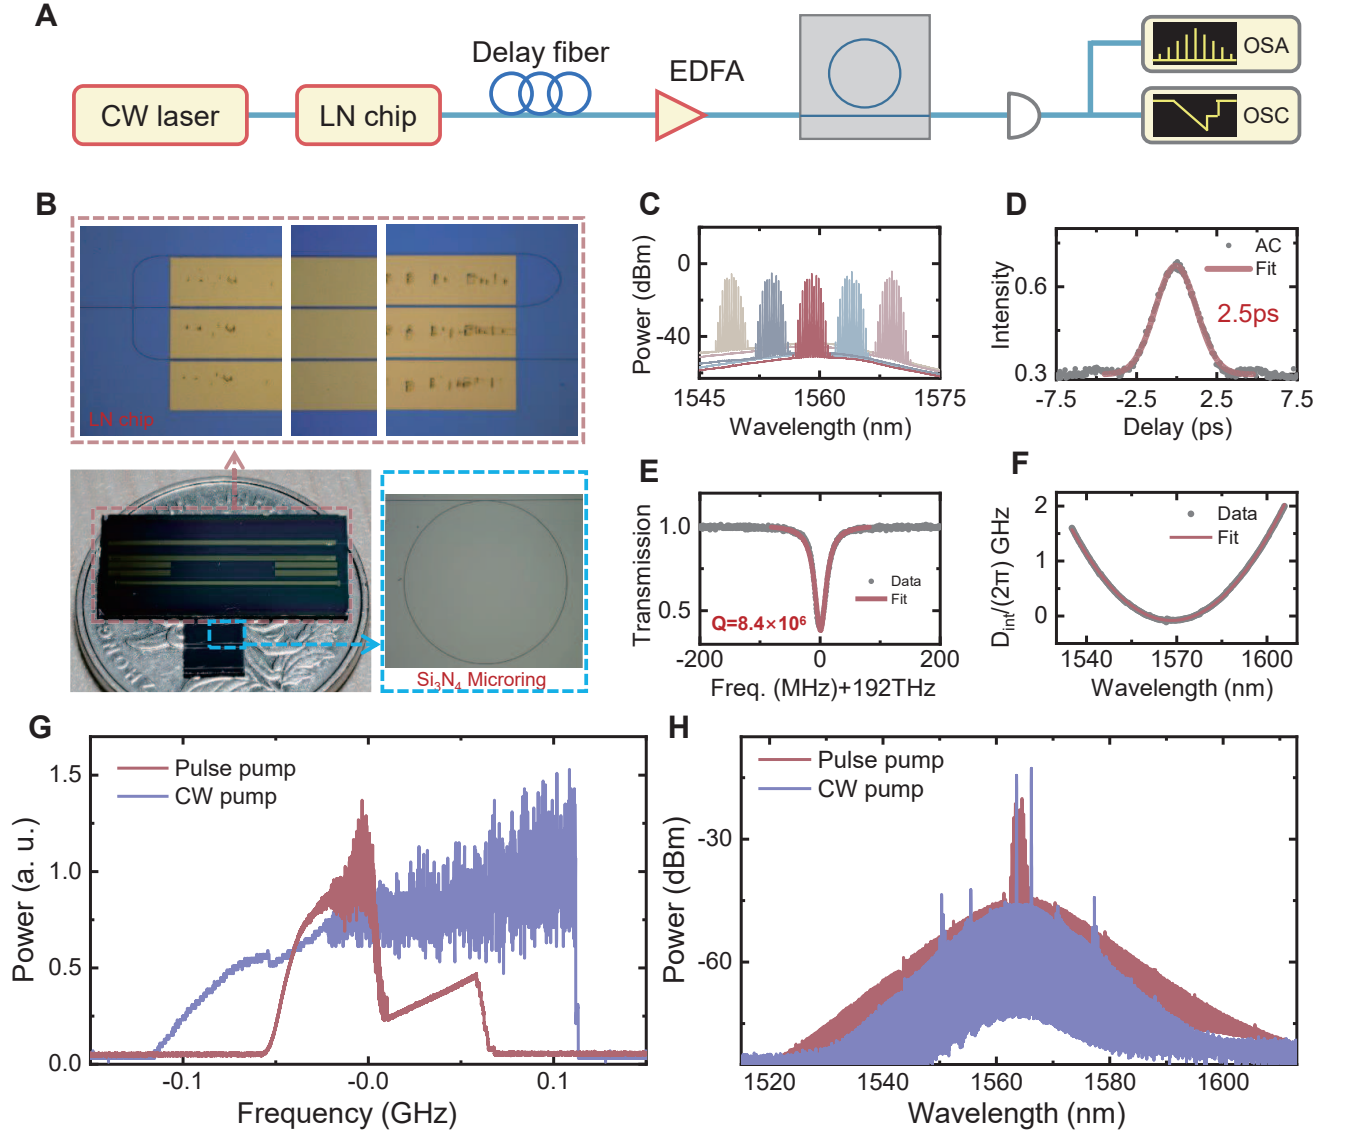 A
CW laser
LN chip
Delay fiber
EDFA
OSA
OSC
B
LN chip
Si₃N₄ Microring
C
Power (dBm)
0
-40
1545
1560
1575
Wavelength (nm)
D
Intensity
0.6
0.3
AC
Fit
2.5ps
-7.5
-2.5
2.5
7.5
Delay (ps)
E
Transmission
1.0
0.5
Data
Fit
Q=8.4×10⁶
-200
0
200
Freq. (MHz)+192THz
F
D_int/(2π) GHz
2
1
0
Data
Fit
1540
1570
1600
Wavelength (nm)
G
Power (a. u.)
1.5
1.0
0.5
0.0
Pulse pump
CW pump
-0.1
-0.0
0.1
Frequency (GHz)
H
Power (dBm)
-30
-60
Pulse pump
CW pump
1520
1540
1560
1580
1600
Wavelength (nm)